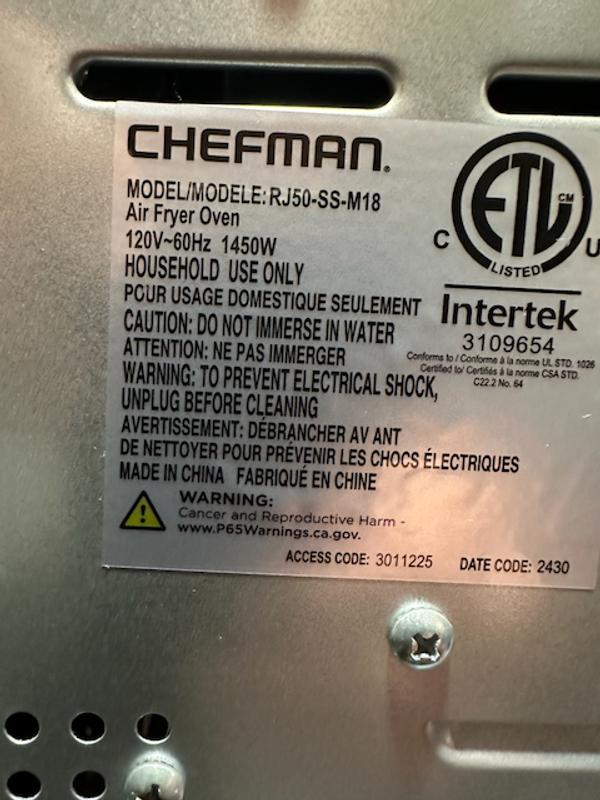 CHEFMAN.
MODEL/MODELE: RJ50-SS-M18
Air Fryer Oven
120V~60Hz 1450W
HOUSEHOLD USE ONLY
POUR USAGE DOMESTIQUE SEULEMENT
CAUTION: DO NOT IMMERSE IN WATER
ATTENTION: NE PAS IMMERGER
WARNING: TO PREVENT ELECTRICAL SHOCK,
UNPLUG BEFORE CLEANING
AVERTISSEMENT: DÉBRANCHER AV ANT
DE NETTOYER POUR PRÉVENIR LES CHOCS ÉLECTRIQUES
MADE IN CHINA FABRIQUÉ EN CHINE
WARNING:
Cancer and Reproductive Harm -
www.P65Warnings.ca.gov.
ACCESS CODE: 3011225 DATE CODE: 2430
ETL CM
C U
LISTED
Intertek
3109654
Conforms to / Conforme à la norme UL STD. 1026
Certified to/ Certifiés à la norme CSA STD.
C22.2 No. 64